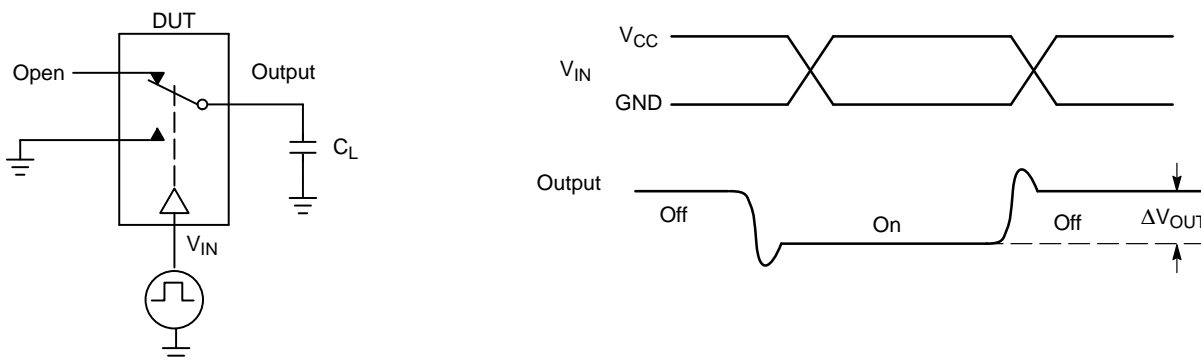 DUT
Open
Output
C_L
V_IN
V_CC
V_IN
GND
Output
Off
On
Off
ΔV_OUT